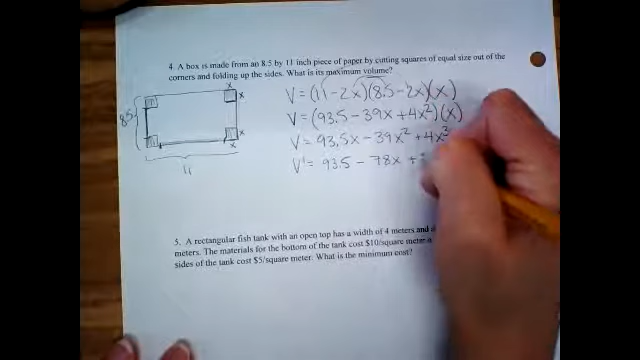 4. A box is made from an 8.5 by 11 inch piece of paper by cutting squares of equal size out of the
corners and folding up the sides. What is its maximum volume?
x
x
8.5
x
x
11
V = (11 - 2x)(8.5 - 2x)(x)
V = (93.5 - 39x + 4x²)(x)
V = 93.5x - 39x² + 4x³
V' = 93.5 - 78x +
5. A rectangular fish tank with an open top has a width of 4 meters and
meters. The materials for the bottom of the tank cost $10/square meter
sides of the tank cost $5/square meter. What is the minimum cost?